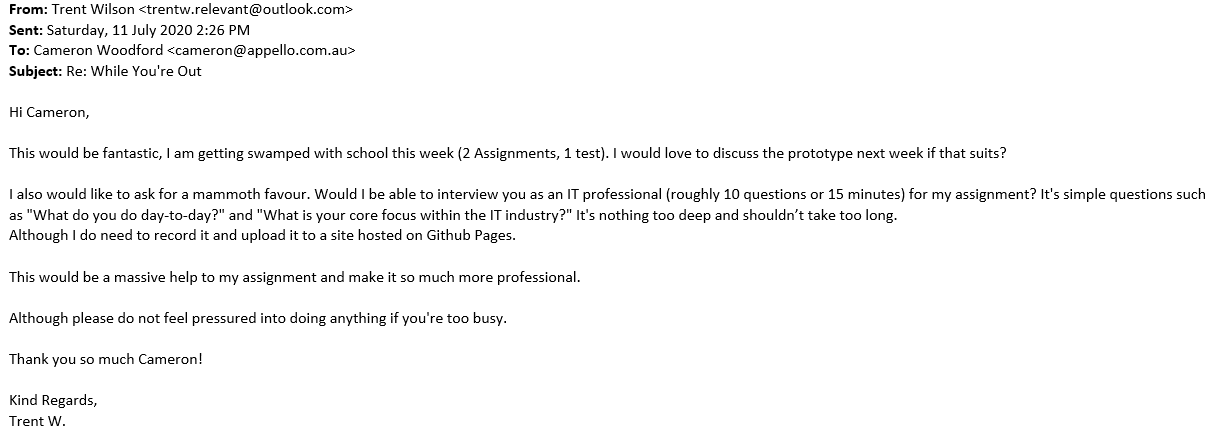 From: Trent Wilson <trentw.relevant@outlook.com>
Sent: Saturday, 11 July 2020 2:26 PM
To: Cameron Woodford <cameron@appello.com.au>
Subject: Re: While You're Out
Hi Cameron,
This would be fantastic, I am getting swamped with school this week (2 Assignments, 1 test). I would love to discuss the prototype next week if that suits?
I also would like to ask for a mammoth favour. Would I be able to interview you as an IT professional (roughly 10 questions or 15 minutes) for my assignment? It's simple questions such
as "What do you do day-to-day?" and "What is your core focus within the IT industry?" It's nothing too deep and shouldn’t take too long.
Although I do need to record it and upload it to a site hosted on Github Pages.
This would be a massive help to my assignment and make it so much more professional.
Although please do not feel pressured into doing anything if you're too busy.
Thank you so much Cameron!
Kind Regards,
Trent W.